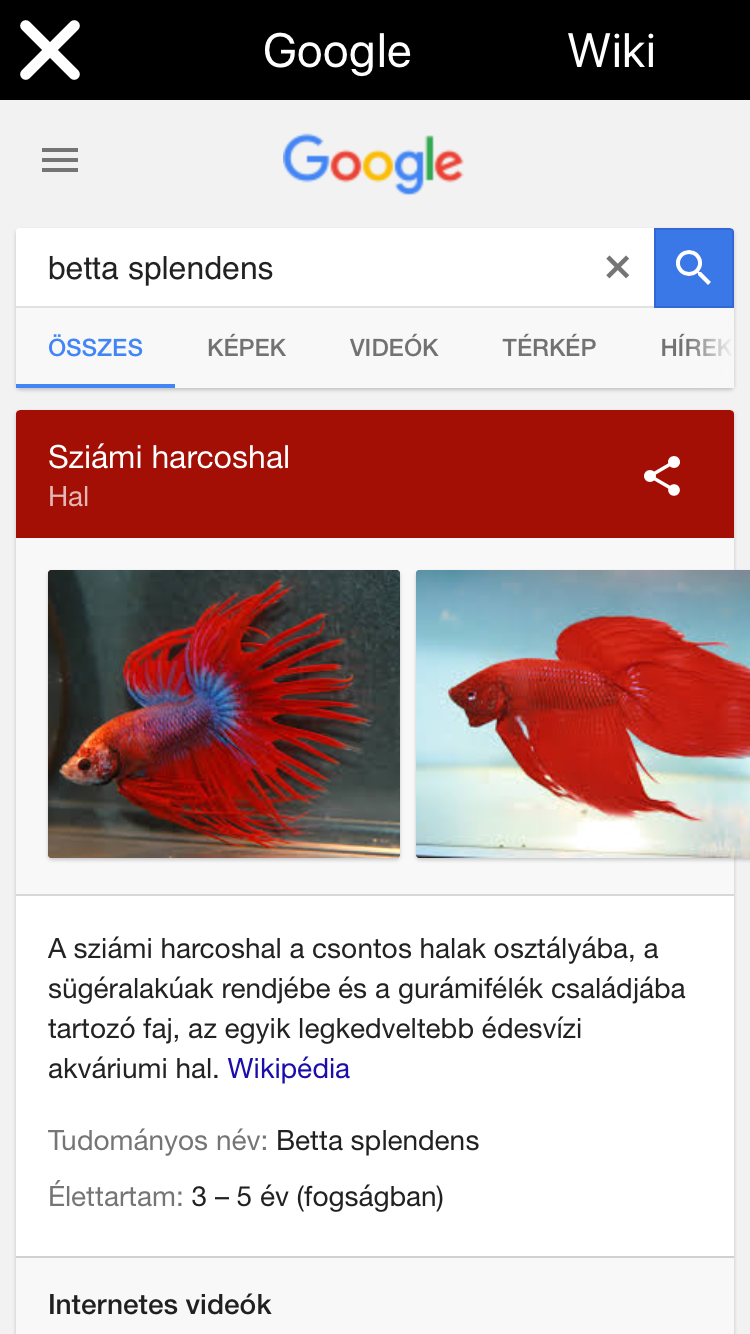 Google Wiki
Google
betta splendens
ÖSSZES KÉPEK VIDEÓK TÉRKÉP HÍREK
Sziámi harcoshal
Hal
A sziámi harcoshal a csontos halak osztályába, a
sügéralakúak rendjébe és a gurámifélék családjába
tartozó faj, az egyik legkedveltebb édesvízi
akváriumi hal. Wikipédia
Tudományos név: Betta splendens
Élettartam: 3 – 5 év (fogságban)
Internetes videók